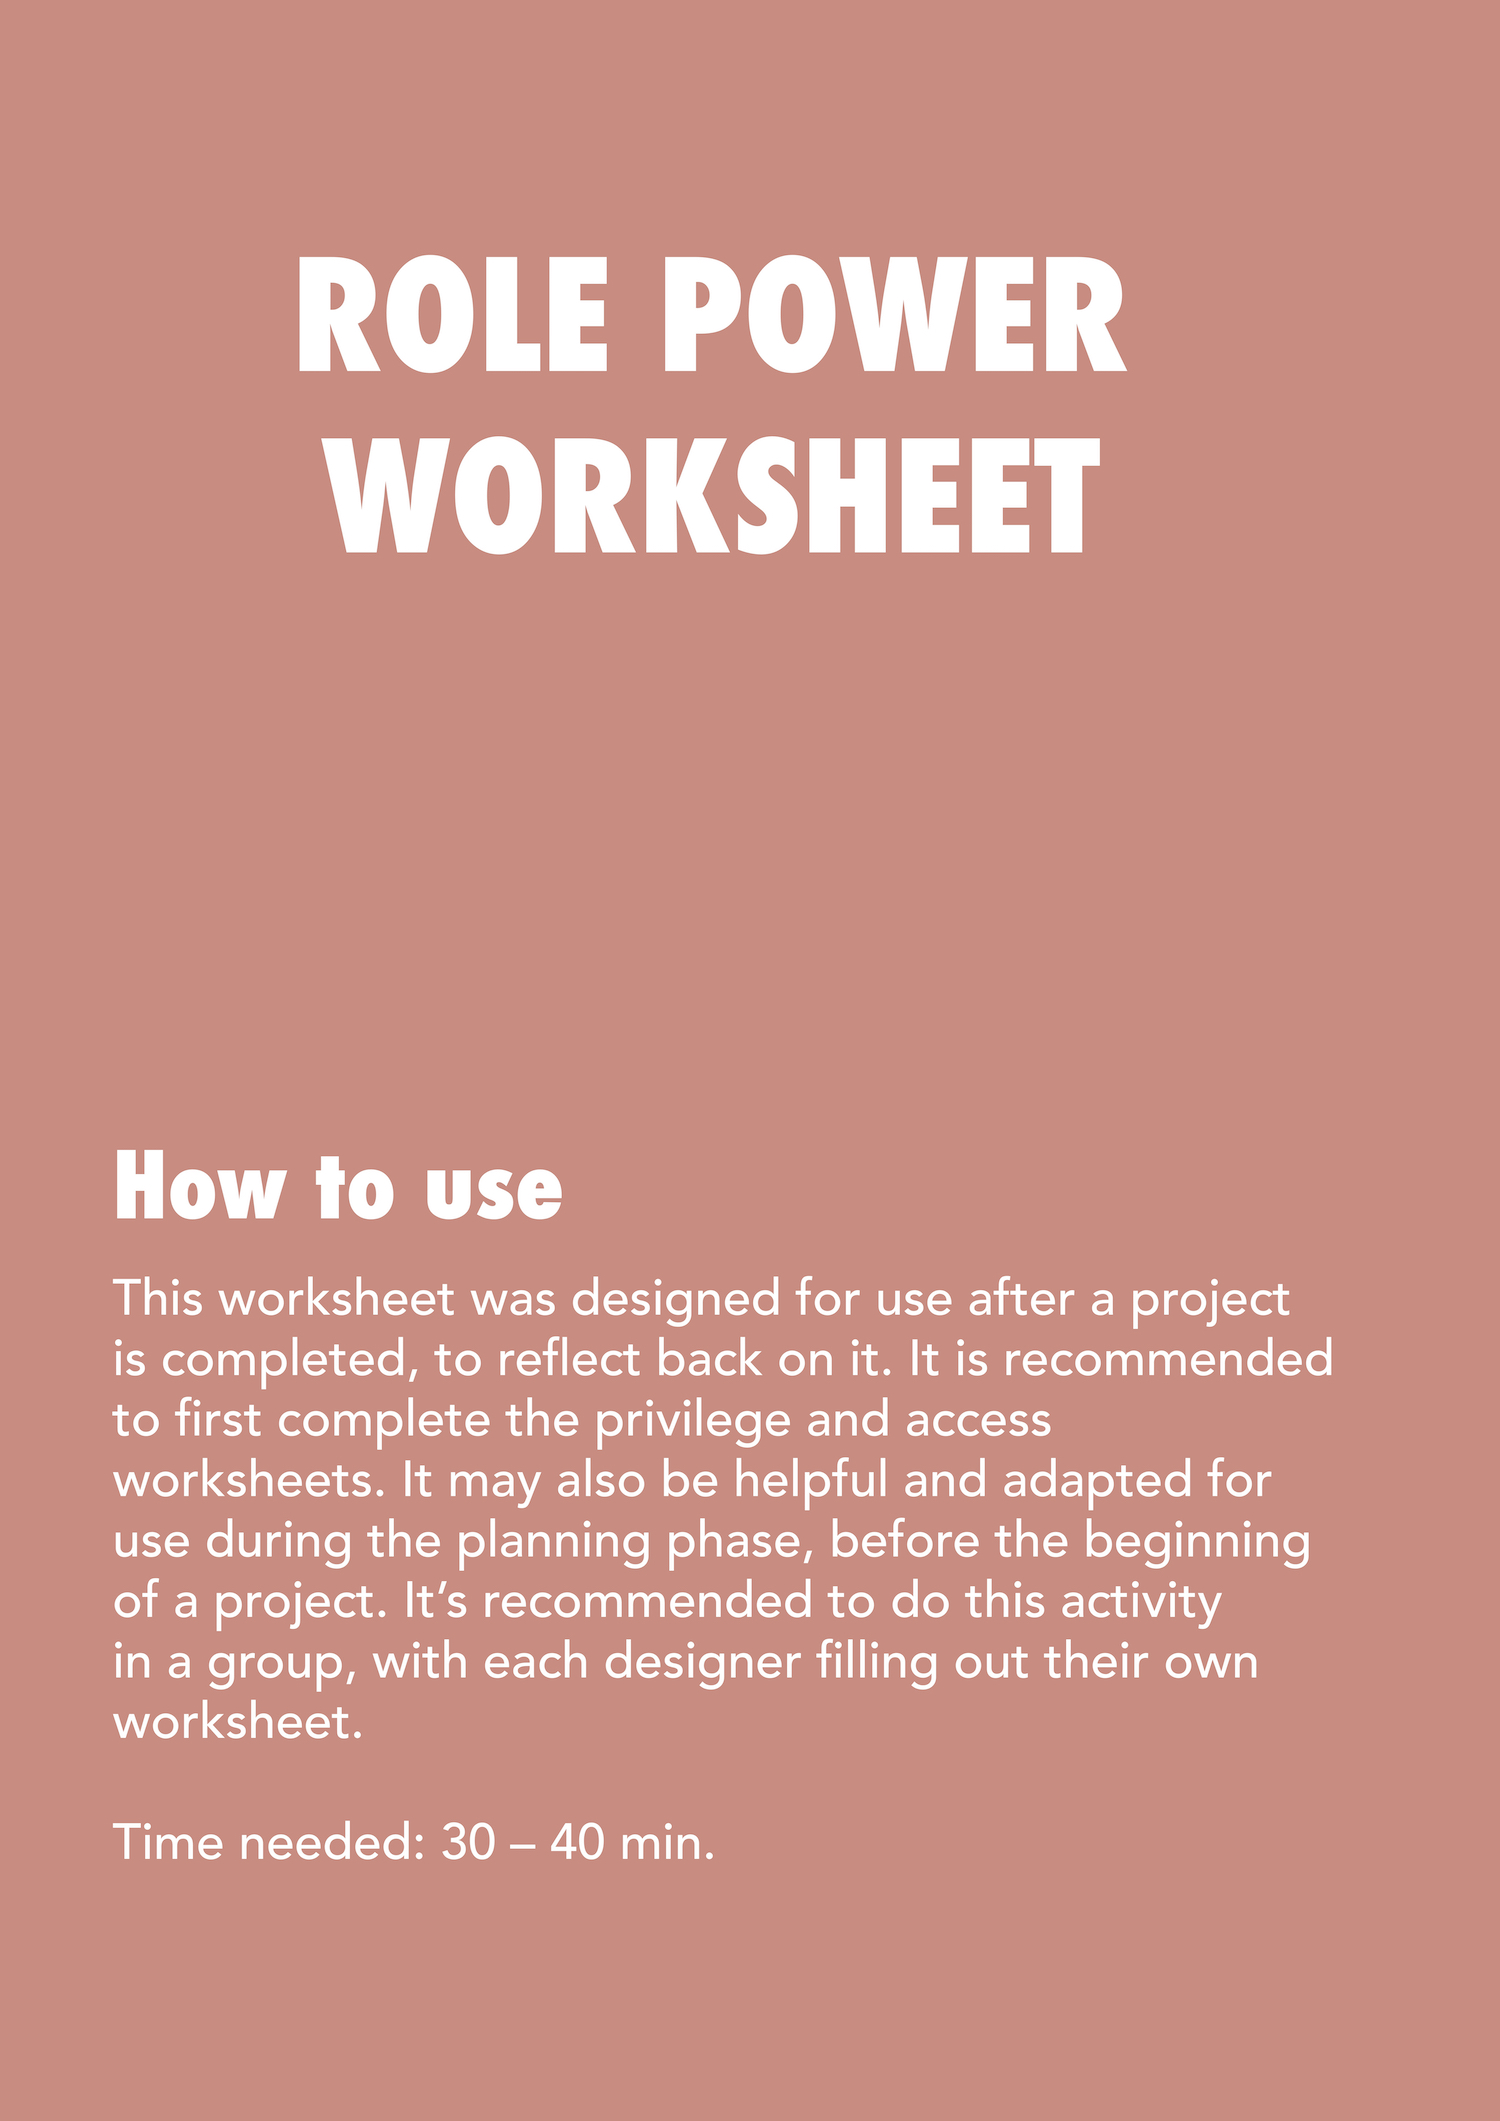 ROLE POWER
WORKSHEET
How to use
This worksheet was designed for use after a project
is completed, to reflect back on it. It is recommended
to first complete the privilege and access
worksheets. It may also be helpful and adapted for
use during the planning phase, before the beginning
of a project. It’s recommended to do this activity
in a group, with each designer filling out their own
worksheet.
Time needed: 30 – 40 min.